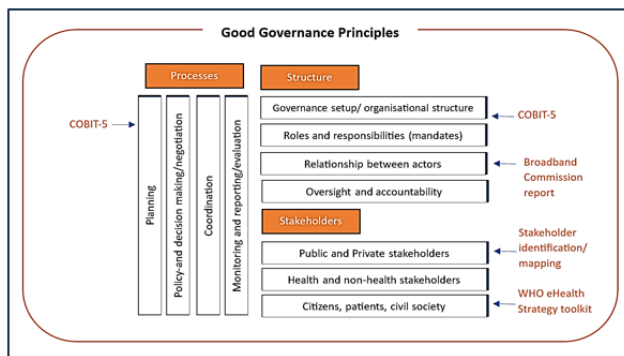 Good Governance Principles
Processes
Structure
COBIT-5
Planning
Policy-and decision making/negotiation
Coordination
Monitoring and reporting/evaluation
Governance setup/ organisational structure
Roles and responsibilities (mandates)
Relationship between actors
Oversight and accountability
COBIT-5
Broadband
Commission
report
Stakeholders
Public and Private stakeholders
Health and non-health stakeholders
Citizens, patients, civil society
Stakeholder
identification/
mapping
WHO eHealth
Strategy toolkit